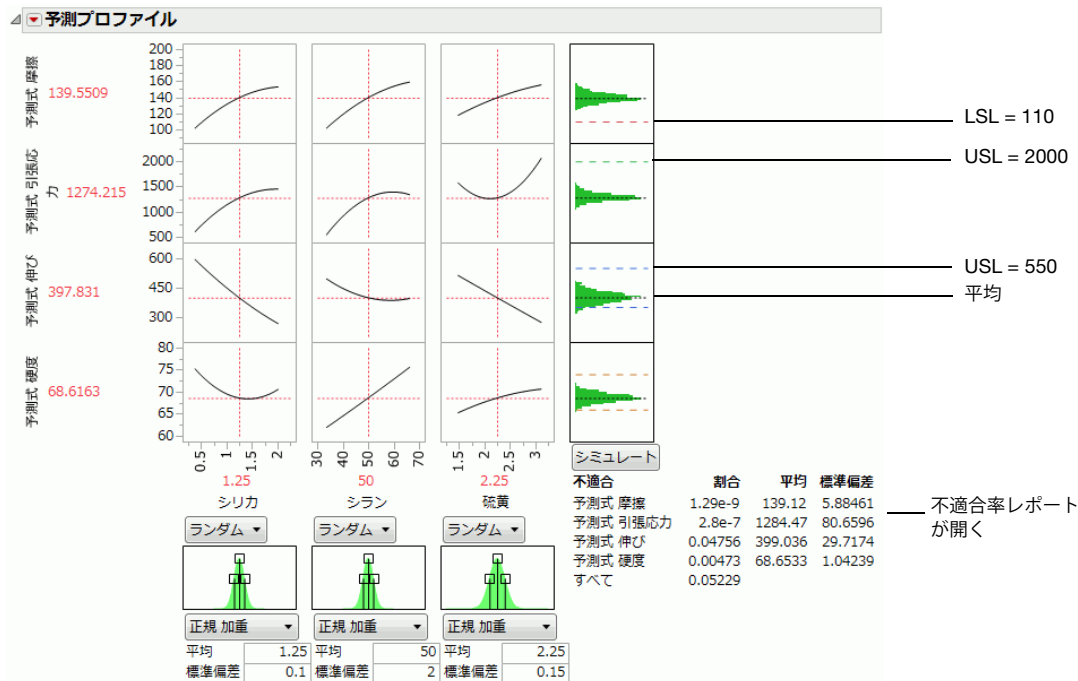 予測プロファイル
予測式 摩擦
139.5509
200
180
160
140
120
100
LSL = 110
予測式 引張応力
1274.215
2000
1500
1000
500
USL = 2000
予測式 伸び
397.831
600
450
300
USL = 550
平均
予測式 硬度
68.6163
80
75
70
65
60
0.5 1 1.5 2
30 40 50 60 70
1.5 2 2.5 3
1.25 50 2.25
シリカ シラン 硫黄
ランダム ランダム ランダム
正規 加重 正規 加重 正規 加重
平均 1.25 平均 50 平均 2.25
標準偏差 0.1 標準偏差 2 標準偏差 0.15
シミュレート
不適合 割合 平均 標準偏差
予測式 摩擦 1.29e-9 139.12 5.88461
予測式 引張応力 2.8e-7 1284.47 80.6596
予測式 伸び 0.04756 399.036 29.7174
予測式 硬度 0.00473 68.6533 1.04239
すべて 0.05229
不適合率レポート
が開く